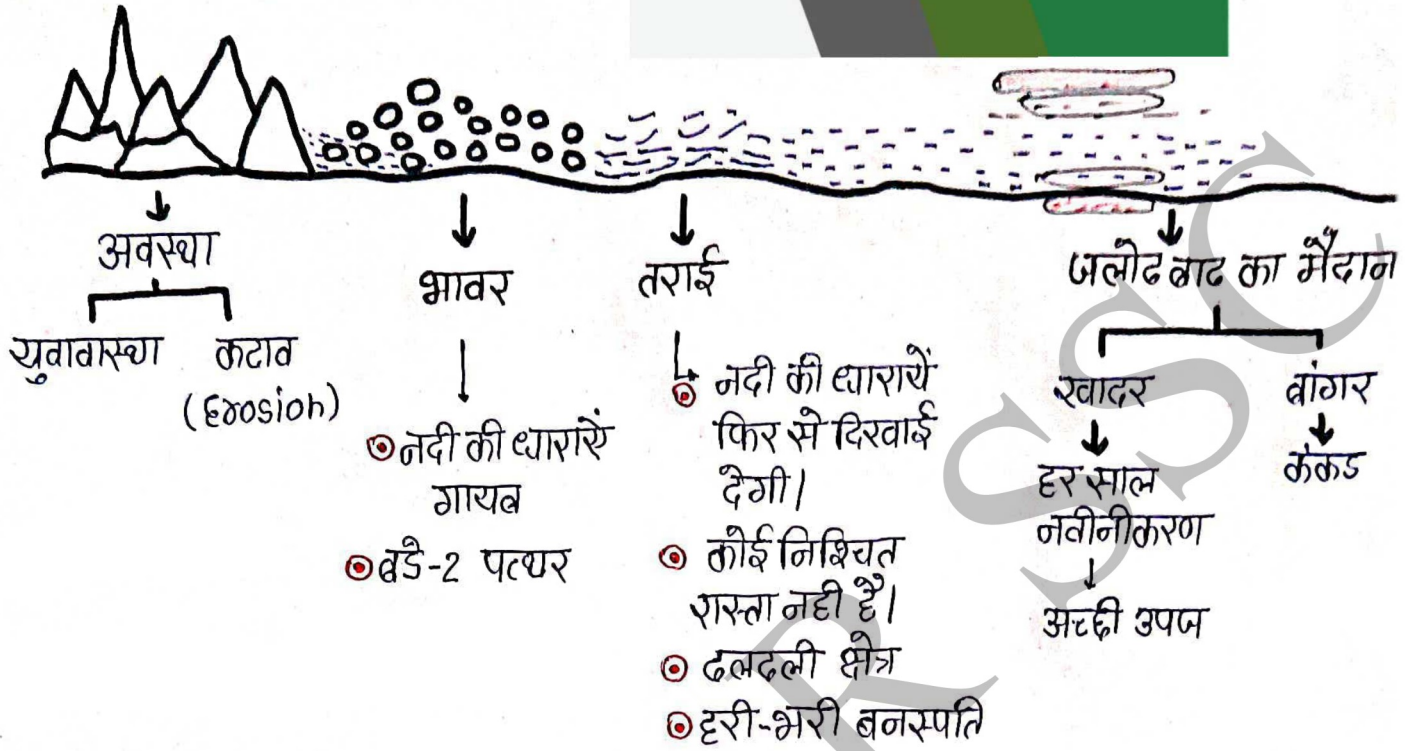 अवस्था
युवावास्था
कटाव
(Erosion)
भावर
नदी की धारायें
गायब
बडे-2 पत्थर
तराई
नदी की धारायें
फिर से दिखाई
देगी।
कोई निश्चित
रास्ता नही है।
दलदली क्षेत्र
हरी-भरी बनस्पति
जलोढ बाढ का मैदान
खादर
हर साल
नवीनीकरण
अच्छी उपज
बांगर
कंकड
R SSC